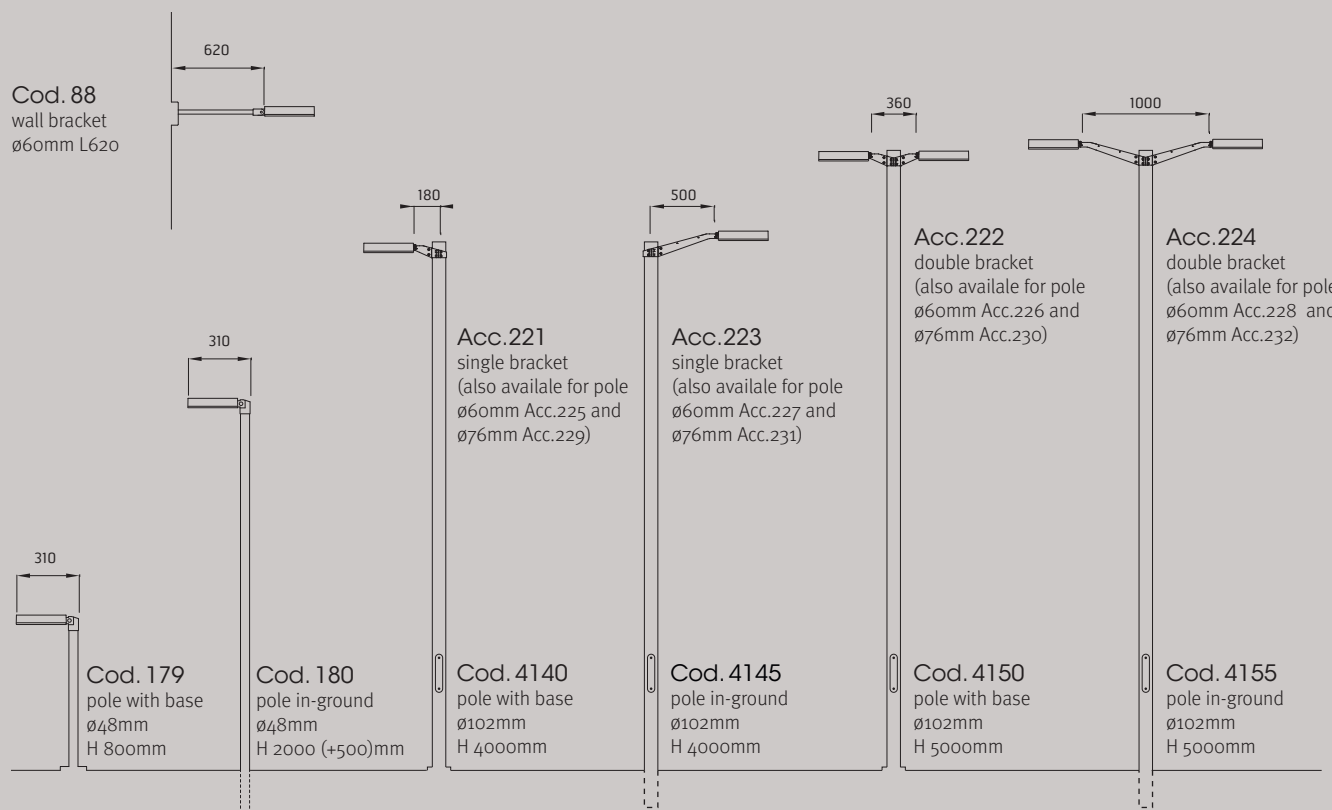 620
Cod. 88
wall bracket
ø60mm L620
360
1000
180
500
Acc.222
double bracket
(also availale for pole
ø60mm Acc.226 and
ø76mm Acc.230)
Acc.224
double bracket
(also availale for pole
ø60mm Acc.228 and
ø76mm Acc.232)
310
Acc.221
single bracket
(also availale for pole
ø60mm Acc.225 and
ø76mm Acc.229)
Acc.223
single bracket
(also availale for pole
ø60mm Acc.227 and
ø76mm Acc.231)
310
Cod. 179
pole with base
ø48mm
H 800mm
Cod. 180
pole in-ground
ø48mm
H 2000 (+500)mm
Cod. 4140
pole with base
ø102mm
H 4000mm
Cod. 4145
pole in-ground
ø102mm
H 4000mm
Cod. 4150
pole with base
ø102mm
H 5000mm
Cod. 4155
pole in-ground
ø102mm
H 5000mm